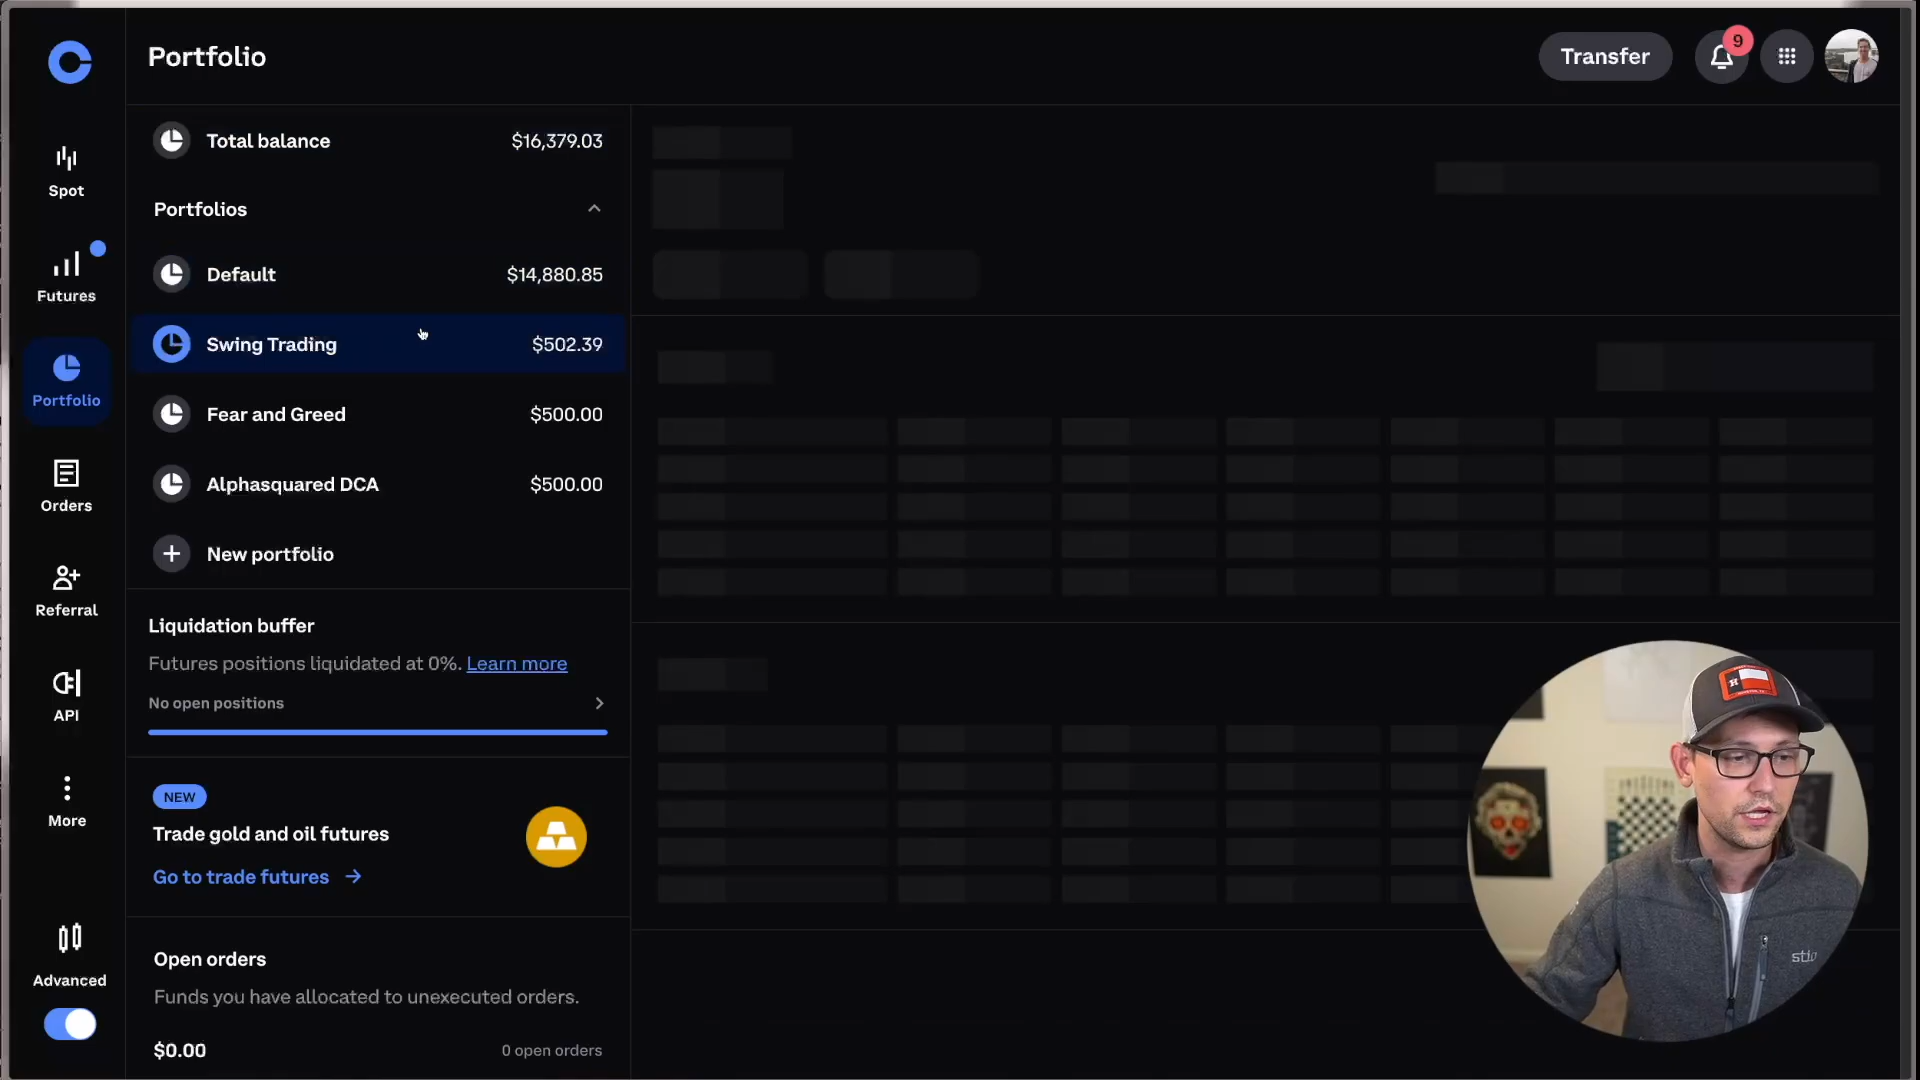 Portfolio
Transfer
9
Total balance $16,379.03
Spot
Portfolios
Default $14,880.85
Futures
Swing Trading $502.39
Portfolio
Fear and Greed $500.00
Alphasquared DCA $500.00
Orders
New portfolio
Referral
Liquidation buffer
Futures positions liquidated at 0%. Learn more
No open positions
API
NEW
More
Trade gold and oil futures
Go to trade futures →
Open orders
Advanced
Funds you have allocated to unexecuted orders.
$0.00 0 open orders